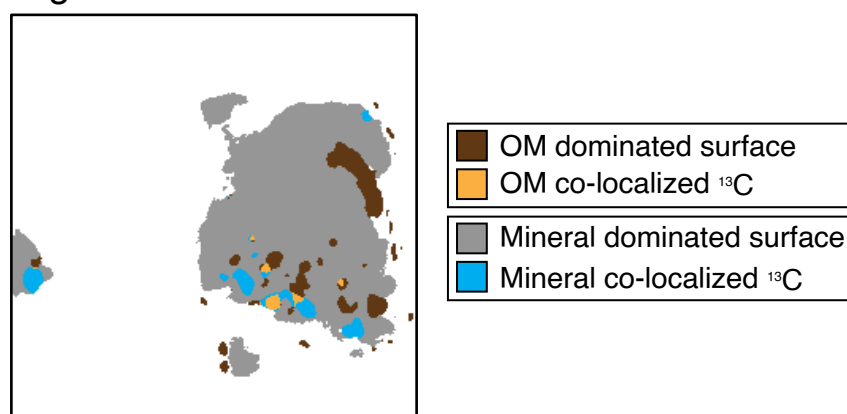 OM dominated surface
OM co-localized ¹³C
Mineral dominated surface
Mineral co-localized ¹³C